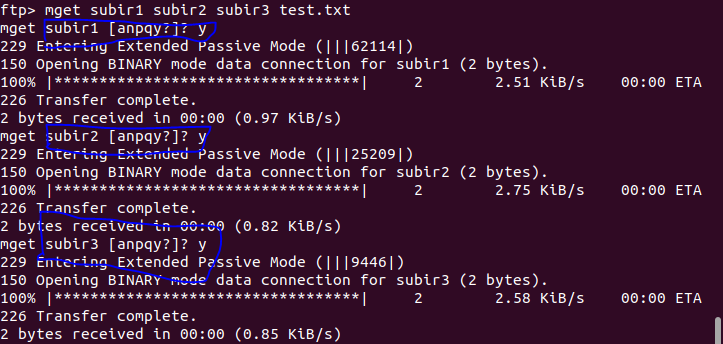 ftp> mget subir1 subir2 subir3 test.txt
mget subir1 [anpqy?]? y
229 Entering Extended Passive Mode (|||62114|)
150 Opening BINARY mode data connection for subir1 (2 bytes).
100% |***********************************|     2        2.51 KiB/s    00:00 ETA
226 Transfer complete.
2 bytes received in 00:00 (0.97 KiB/s)
mget subir2 [anpqy?]? y
229 Entering Extended Passive Mode (|||25209|)
150 Opening BINARY mode data connection for subir2 (2 bytes).
100% |***********************************|     2        2.75 KiB/s    00:00 ETA
226 Transfer complete.
2 bytes received in 00:00 (0.82 KiB/s)
mget subir3 [anpqy?]? y
229 Entering Extended Passive Mode (|||9446|)
150 Opening BINARY mode data connection for subir3 (2 bytes).
100% |***********************************|     2        2.58 KiB/s    00:00 ETA
226 Transfer complete.
2 bytes received in 00:00 (0.85 KiB/s)